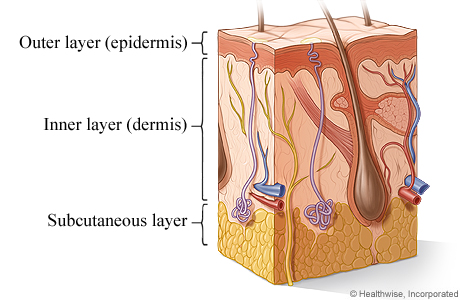 Outer layer (epidermis)
Inner layer (dermis)
Subcutaneous layer
© Healthwise, Incorporated